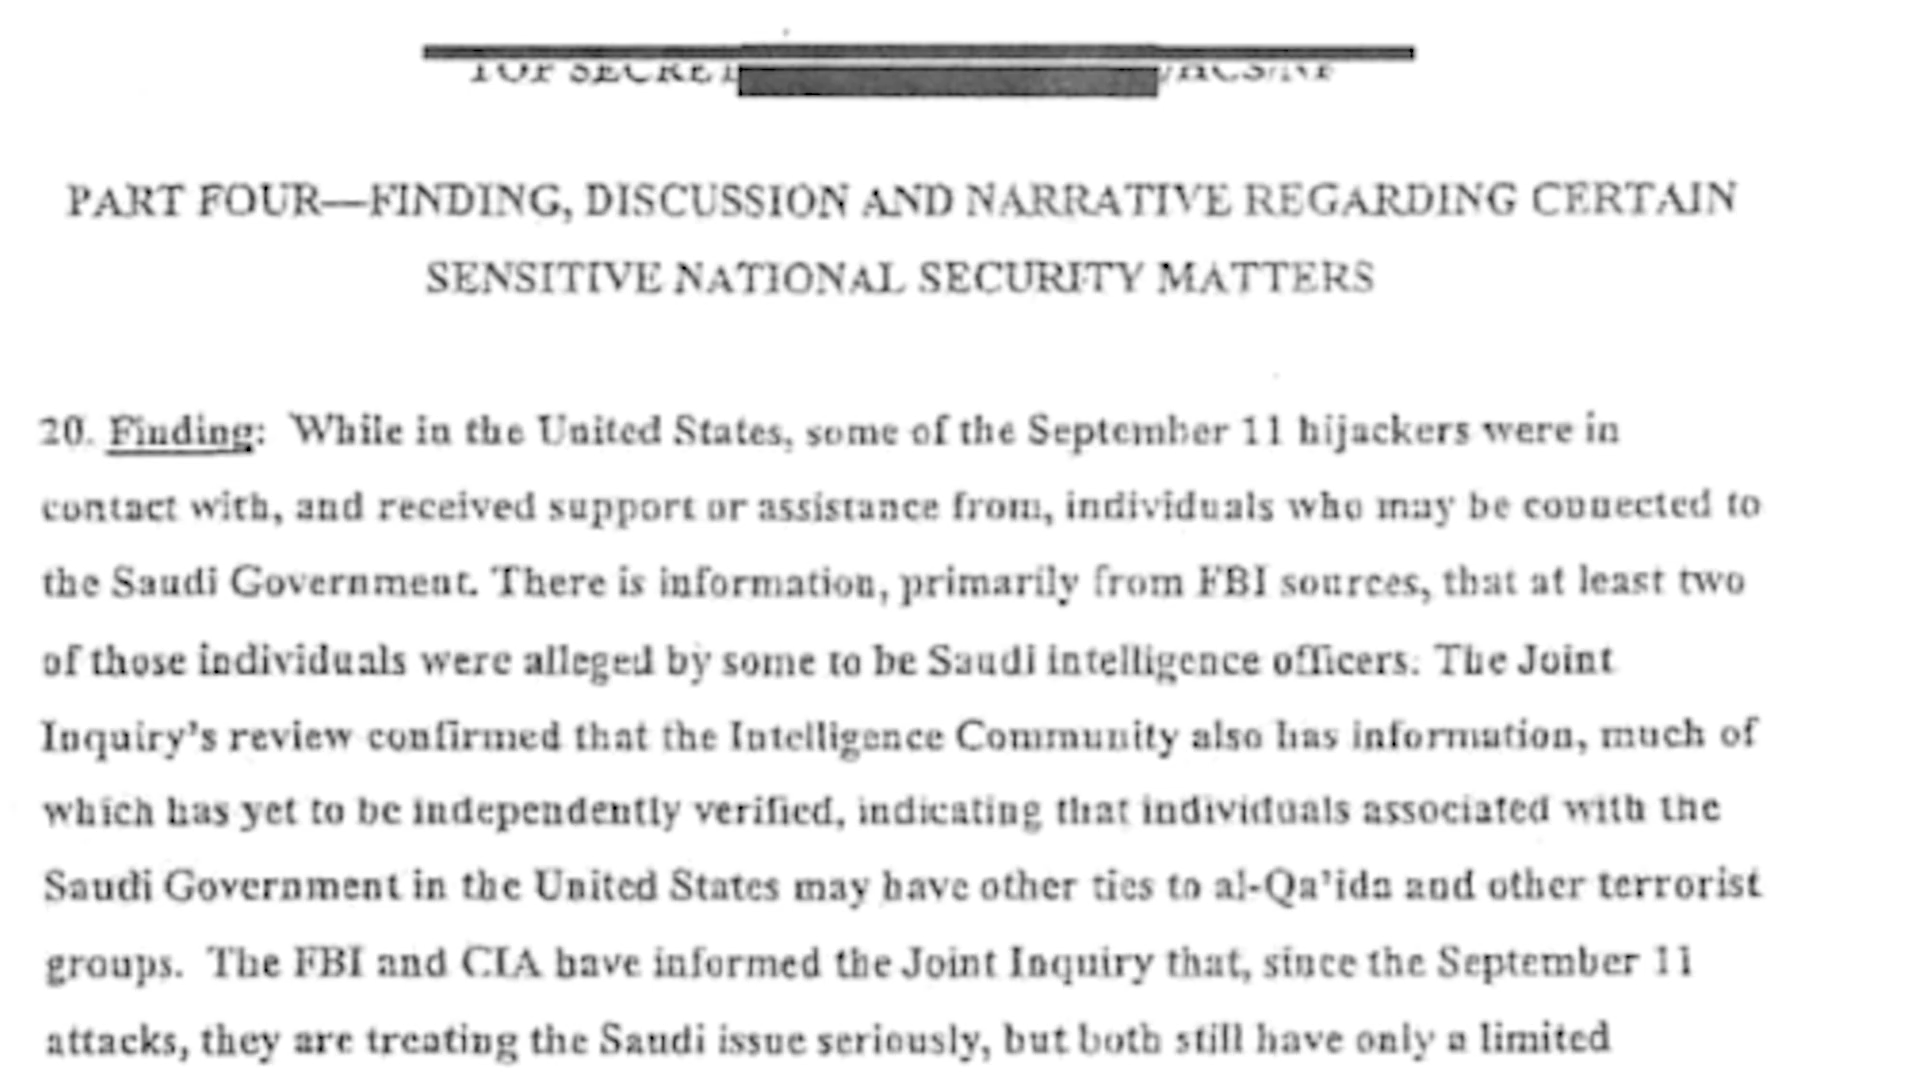 TOP SECRET /HCS/NF
PART FOUR—FINDING, DISCUSSION AND NARRATIVE REGARDING CERTAIN
SENSITIVE NATIONAL SECURITY MATTERS
20. Finding: While in the United States, some of the September 11 hijackers were in
contact with, and received support or assistance from, individuals who may be connected to
the Saudi Government. There is information, primarily from FBI sources, that at least two
of those individuals were alleged by some to be Saudi intelligence officers. The Joint
Inquiry's review confirmed that the Intelligence Community also has information, much of
which has yet to be independently verified, indicating that individuals associated with the
Saudi Government in the United States may have other ties to al-Qa'ida and other terrorist
groups. The FBI and CIA have informed the Joint Inquiry that, since the September 11
attacks, they are treating the Saudi issue seriously, but both still have only a limited